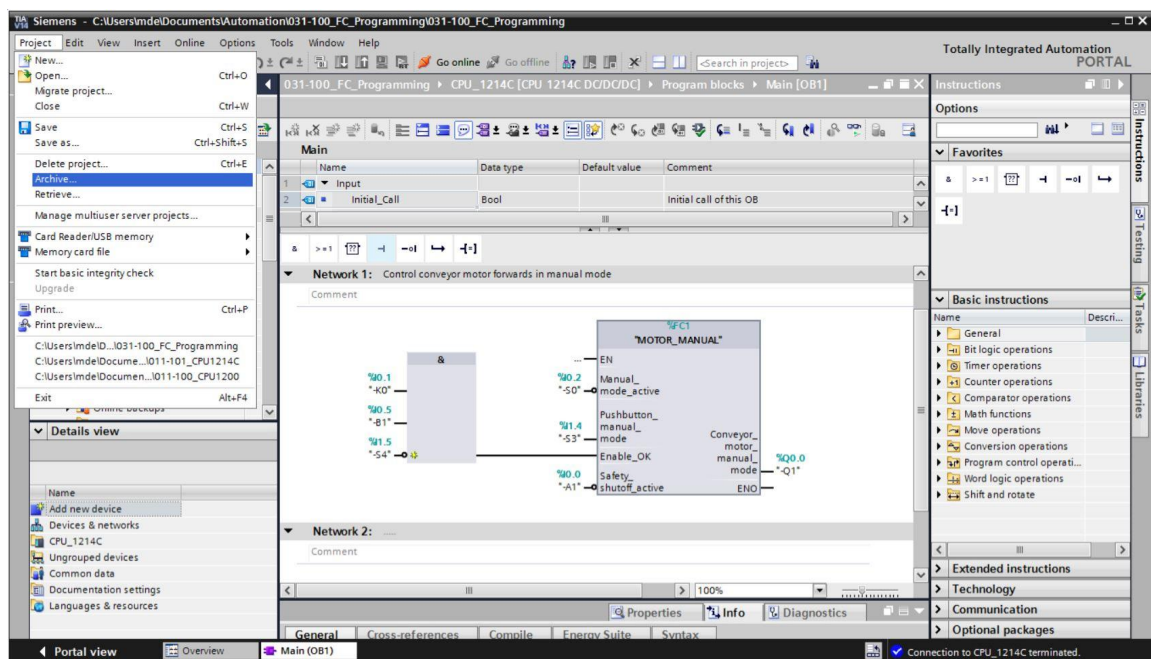 Siemens - C:\Users\mde\Documents\Automation\031-100_FC_Programming\031-100_FC_Programming
Project Edit View Insert Online Options Tools Window Help
Totally Integrated Automation
PORTAL
New...
Open... Ctrl+O
Migrate project...
Close Ctrl+W
Save Ctrl+S
Save as... Ctrl+Shift+S
Delete project... Ctrl+E
Archive...
Retrieve...
Manage multiuser server projects...
Card Reader/USB memory
Memory card file
Start basic integrity check
Upgrade
Print... Ctrl+P
Print preview...
C:\Users\mde\D...\031-100_FC_Programming
C:\Users\mde\Docume...\011-101_CPU1214C
C:\Users\mde\Documen...\011-100_CPU1200
Exit Alt+F4
Online backups
Details view
Name
Add new device
Devices & networks
CPU_1214C
Ungrouped devices
Common data
Documentation settings
Languages & resources
Go online Go offline <Search in project>
031-100_FC_Programming CPU_1214C [CPU 1214C DC/DC/DC] Program blocks Main [OB1]
Main
Name Data type Default value Comment
1 Input
2 Initial_Call Bool Initial call of this OB
& >=1 ??
Network 1: Control conveyor motor forwards in manual mode
Comment
&
%I0.1
"-K0"
%I0.5
"-B1"
%I1.5
"-S4"
%FC1
"MOTOR_MANUAL"
... EN
%I0.2
"-S0"
Manual_
mode_active
%I1.4
"-S3"
Pushbutton_
manual_
mode
Enable_OK
%I0.0
"-A1"
Safety_
shutoff_active
Conveyor_
motor_
manual_
mode
%Q0.0
"-Q1"
ENO
Network 2: ....
Comment
100%
Properties Info Diagnostics
General Cross-references Compile Energy Suite Syntax
Instructions
Options
Favorites
& >=1 ??
Basic instructions
Name Descri...
General
Bit logic operations
Timer operations
Counter operations
Comparator operations
Math functions
Move operations
Conversion operations
Program control operati...
Word logic operations
Shift and rotate
Extended instructions
Technology
Communication
Optional packages
Instructions
Testing
Tasks
Libraries
Portal view Overview Main (OB1) Connection to CPU_1214C terminated.